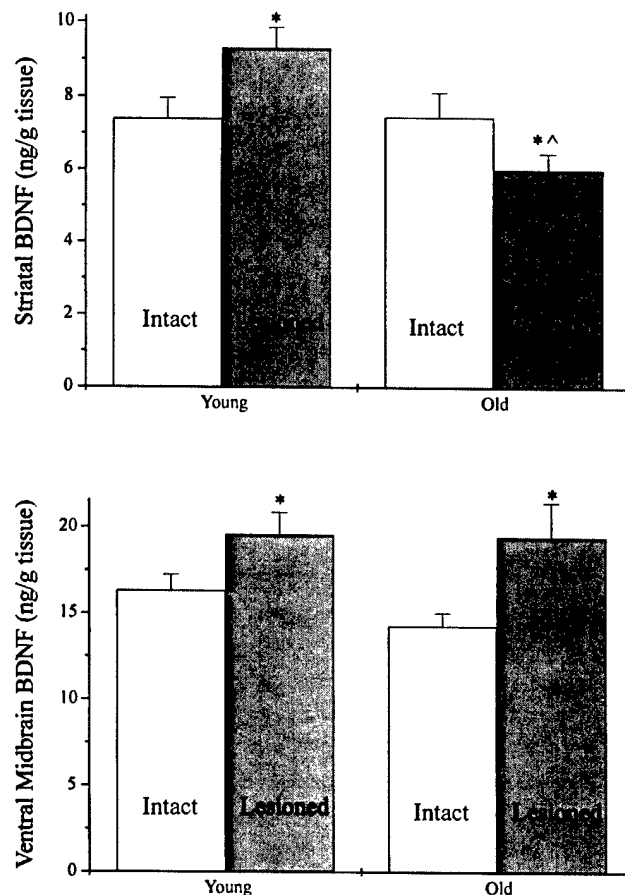 Striatal BDNF (ng/g tissue)
10
8
6
4
2
0
*
*^
Intact
Intact
Young
Old
Ventral Midbrain BDNF (ng/g tissue)
20
15
10
5
0
*
*
Intact
Lesioned
Intact
Lesioned
Young
Old